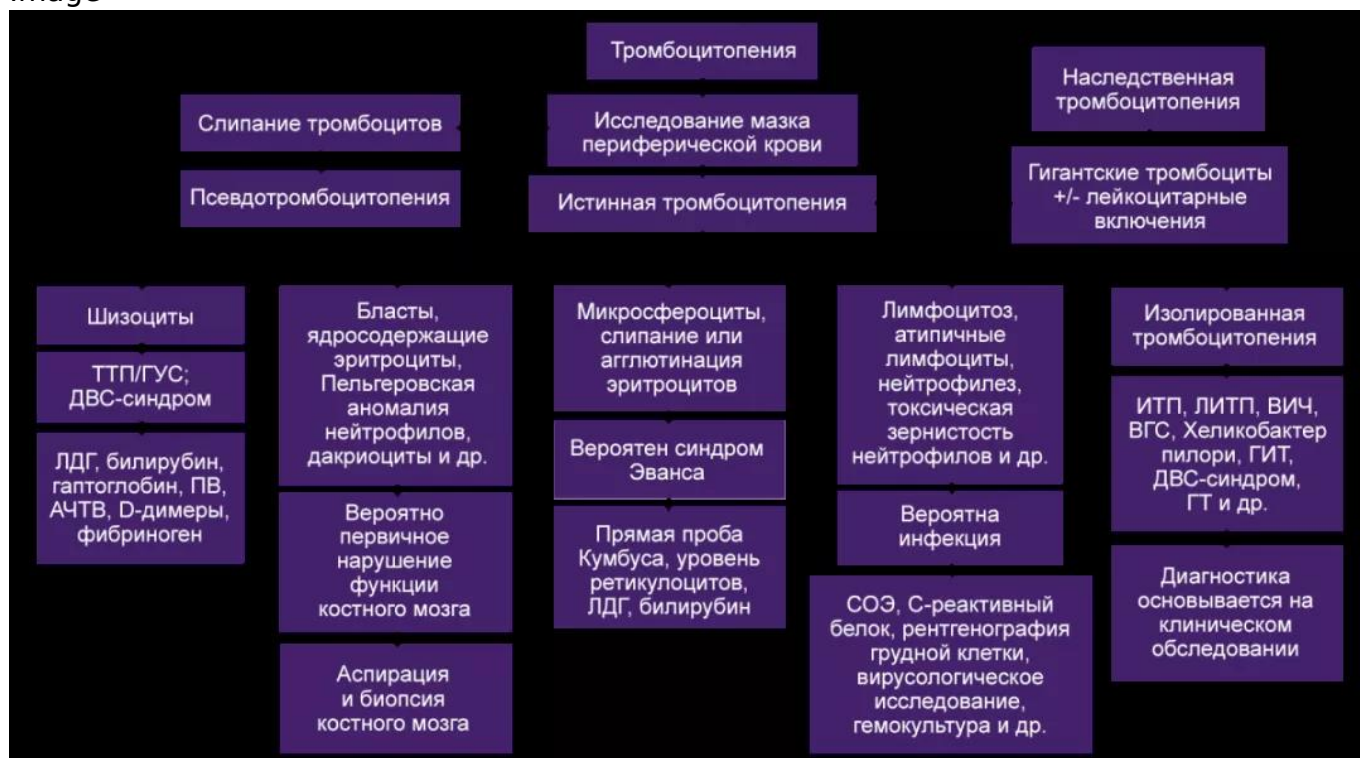 image
Тромбоцитопения
Слипание тромбоцитов
Исследование мазка
периферической крови
Наследственная
тромбоцитопения
Псевдотромбоцитопения
Истинная тромбоцитопения
Гигантские тромбоциты
+/- лейкоцитарные
включения
Шизоциты
ТТП/ГУС;
ДВС-синдром
ЛДГ, билирубин,
гаптоглобин, ПВ,
АЧТВ, D-димеры,
фибриноген
Бласты,
ядросодержащие
эритроциты,
Пельгеровская
аномалия
нейтрофилов,
дакриоциты и др.
Вероятно
первичное
нарушение
функции
костного мозга
Аспирация
и биопсия
костного мозга
Микросфероциты,
слипание или
агглютинация
эритроцитов
Вероятен синдром
Эванса
Прямая проба
Кумбуса, уровень
ретикулоцитов,
ЛДГ, билирубин
Лимфоцитоз,
атипичные
лимфоциты,
нейтрофилез,
токсическая
зернистость
нейтрофилов и др.
Вероятна
инфекция
СОЭ, С-реактивный
белок, рентгенография
грудной клетки,
вирусологическое
исследование,
гемокультура и др.
Изолированная
тромбоцитопения
ИТП, ЛИТП, ВИЧ,
ВГС, Хеликобактер
пилори, ГИТ,
ДВС-синдром,
ГТ и др.
Диагностика
основывается на
клиническом
обследовании